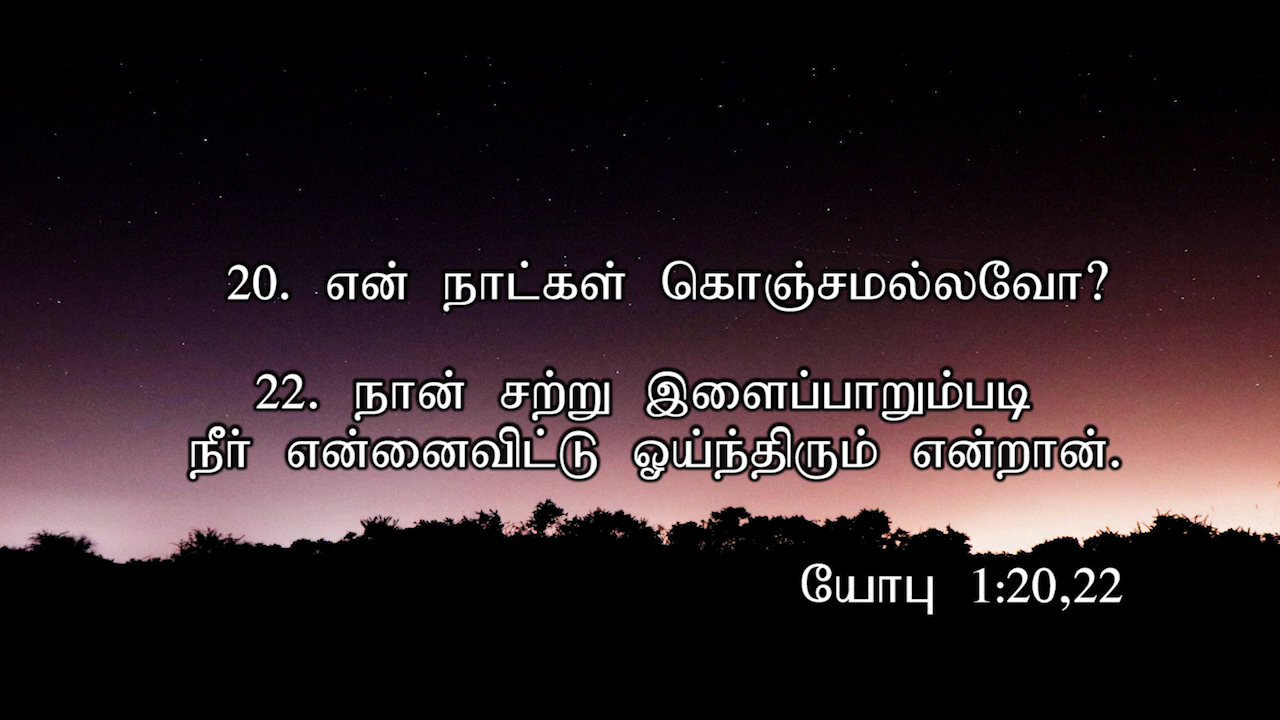 20. என் நாட்கள் கொஞ்சமல்லவோ?
22. நான் சற்று இளைப்பாறும்படி
நீர் என்னைவிட்டு ஓய்ந்திரும் என்றான்.
யோபு 1:20,22